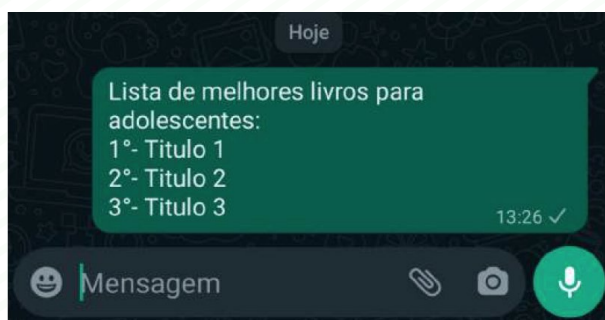 Hoje
Lista de melhores livros para
adolescentes:
1°- Titulo 1
2°- Titulo 2
3°- Titulo 3
13:26
Mensagem